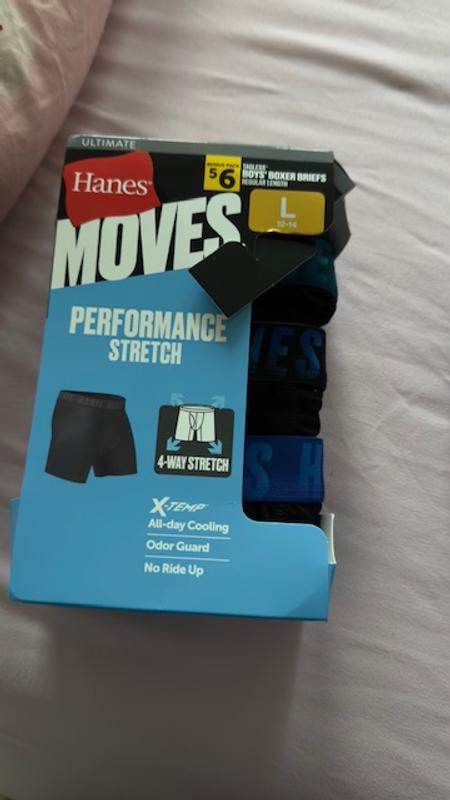 ULTIMATE
Hanes
BONUS PACK
5 6
TAGLESS
BOYS' BOXER BRIEFS
REGULAR LENGTH
L
12-14
MOVES
PERFORMANCE
STRETCH
4-WAY STRETCH
X-TEMP
All-day Cooling
Odor Guard
No Ride Up
VES
S H